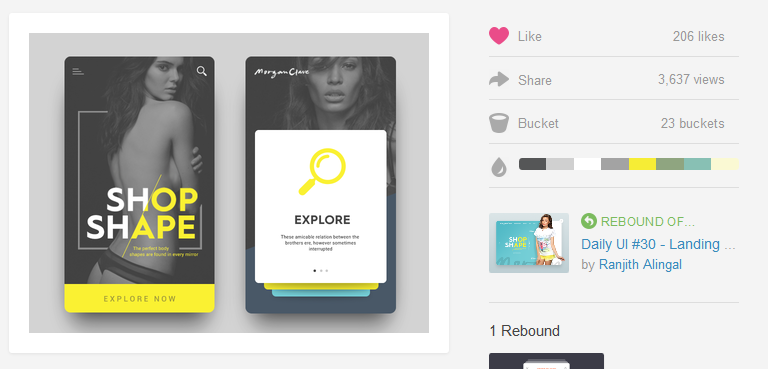 SHOP
SHAPE
The perfect body
shapes are found in every mirror
EXPLORE NOW
Morgan Clare
EXPLORE
These amicable relation between the
brothers ere, however sometimes
interrupted
Like
206 likes
Share
3,637 views
Bucket
23 buckets
SHOP
SHAPE
REBOUND OF...
Daily UI #30 - Landing ...
by Ranjith Alingal
1 Rebound